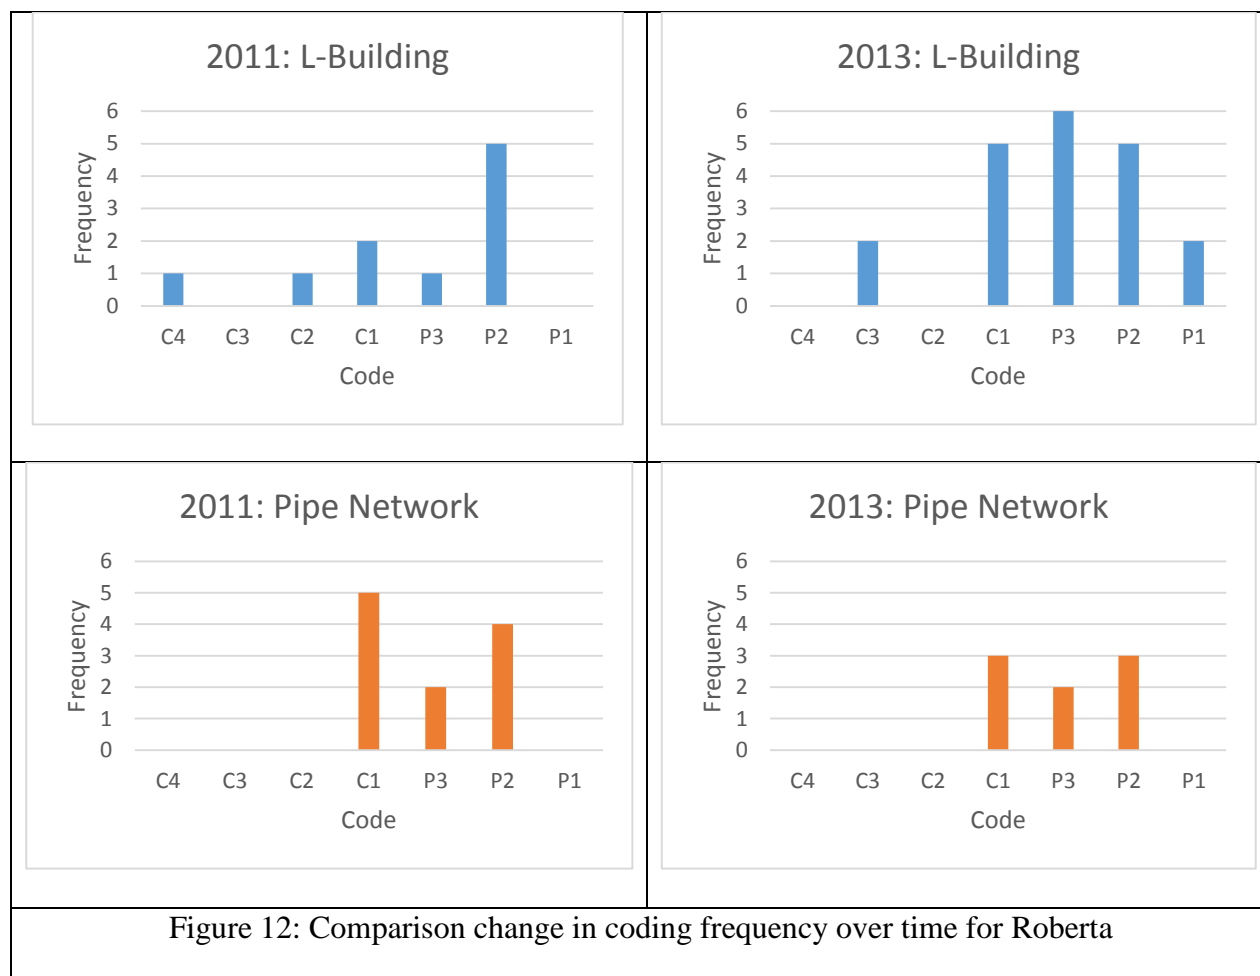 2011: L-Building
6
5
4
3
2
1
0
Frequency
C4 C3 C2 C1 P3 P2 P1
Code
2013: L-Building
6
5
4
3
2
1
0
Frequency
C4 C3 C2 C1 P3 P2 P1
Code
2011: Pipe Network
6
5
4
3
2
1
0
Frequency
C4 C3 C2 C1 P3 P2 P1
Code
2013: Pipe Network
6
5
4
3
2
1
0
Frequency
C4 C3 C2 C1 P3 P2 P1
Code
Figure 12: Comparison change in coding frequency over time for Roberta